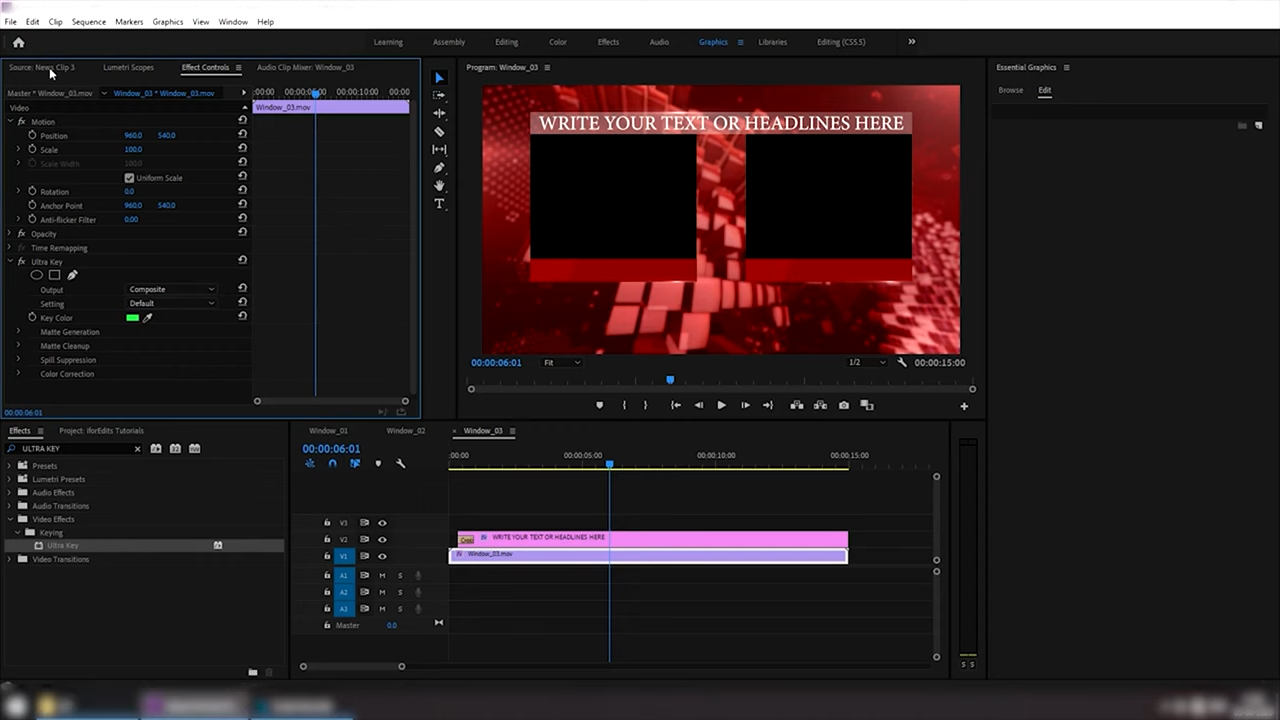 File Edit Clip Sequence Markers Graphics View Window Help
Learning Assembly Editing Color Effects Audio Graphics Libraries Editing (CS5.5)
Source: News Clip 3 Lumetri Scopes Effect Controls Audio Clip Mixer: Window_03
Program: Window_03
Essential Graphics
Master * Window_03.mov Window_03 * Window_03.mov
:00:00 00:00:05:00 00:00:10:00 00:00
Browse Edit
Video
Window_03.mov
Motion
Position 960.0 540.0
Scale 100.0
Scale Width 100.0
Uniform Scale
Rotation 0.0
Anchor Point 960.0 540.0
Anti-flicker Filter 0.00
Opacity
Time Remapping
Ultra Key
Output Composite
Setting Default
Key Color
Matte Generation
Matte Cleanup
Spill Suppression
Color Correction
00:00:06:01
WRITE YOUR TEXT OR HEADLINES HERE
00:00:06:01 Fit 1/2 00:00:15:00
Effects Project: IforEdits Tutorials
ULTRA KEY
Presets
Lumetri Presets
Audio Effects
Audio Transitions
Video Effects
Keying
Ultra Key
Video Transitions
Window_01 Window_02 Window_03
00:00:06:01
:00:00 00:00:05:00 00:00:10:00 00:00:15:00
V3
V2 WRITE YOUR TEXT OR HEADLINES HERE
V1 Window_03.mov
A1 M S
A2 M S
A3 M S
Master 0.0
S S